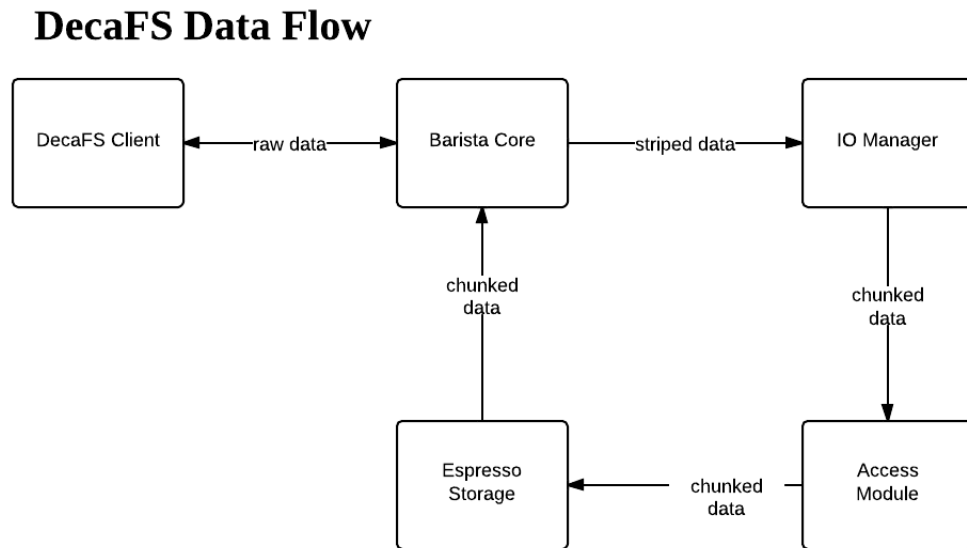 DecaFS Data Flow
DecaFS Client
raw data
Barista Core
striped data
IO Manager
chunked
data
chunked
data
Espresso
Storage
chunked
data
Access
Module